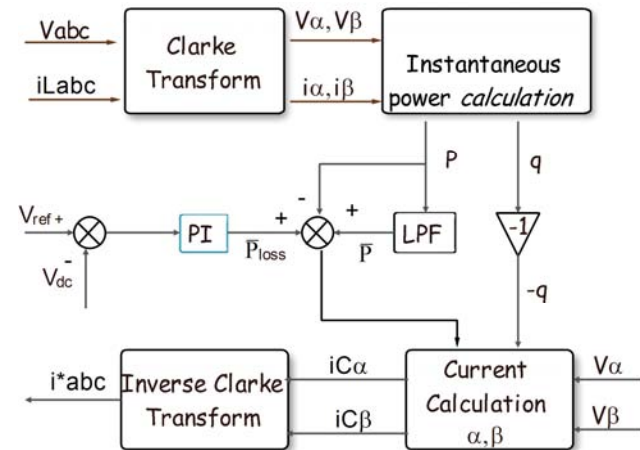 Vabc
Clarke
Transform
Vα,Vβ
iLabc
iα,iβ
Instantaneous
power calculation
P
q
-
Vref +
PI
+
P̅loss
+
P̅
LPF
-1
-
Vdc
-q
i*abc
Inverse Clarke
Transform
iCα
iCβ
Current
Calculation
α,β
Vα
Vβ